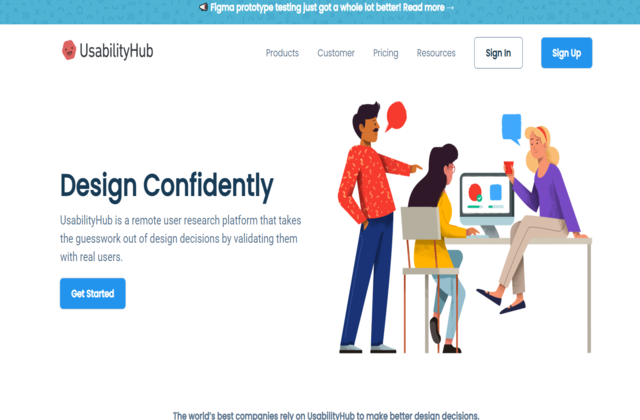 Figma prototype testing just got a whole lot better! Read more →
UsabilityHub
Products Customer Pricing Resources Sign In Sign Up
Design Confidently
UsabilityHub is a remote user research platform that takes
the guesswork out of design decisions by validating them
with real users.
Get Started
The world's best companies rely on UsabilityHub to make better design decisions.